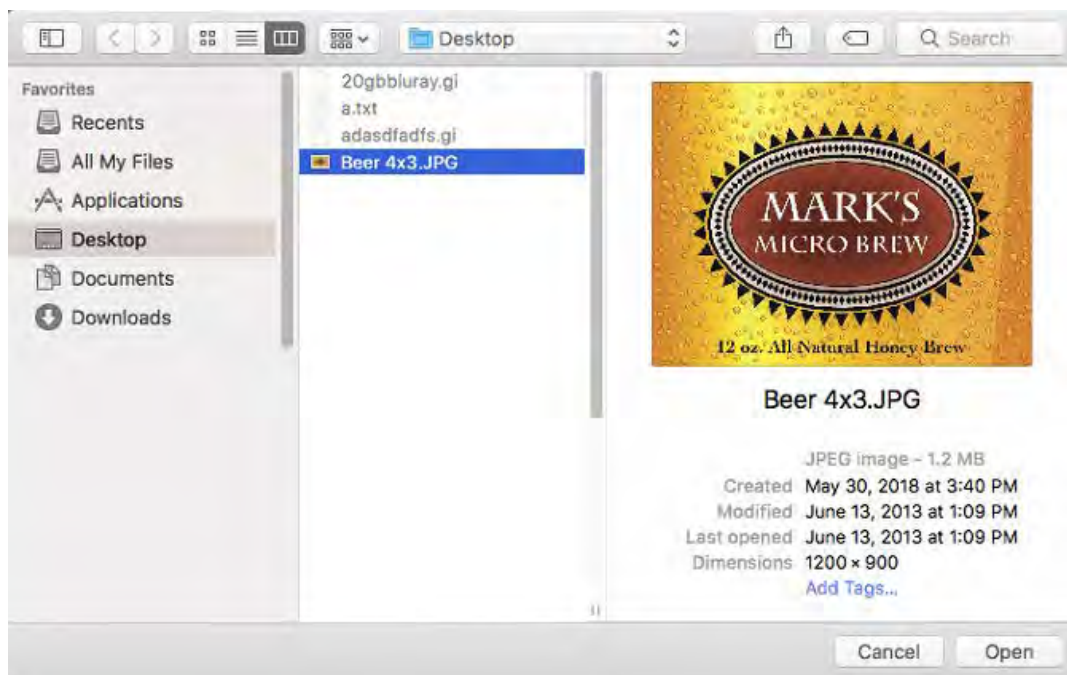 Desktop
Search
Favorites
Recents
All My Files
Applications
Desktop
Documents
Downloads
20gbbluray.gi
a.txt
adasdfadfs.gi
Beer 4x3.JPG
MARK'S
MICRO BREW
12 oz. All Natural Honey Brew
Beer 4x3.JPG
JPEG image - 1.2 MB
Created May 30, 2018 at 3:40 PM
Modified June 13, 2013 at 1:09 PM
Last opened June 13, 2013 at 1:09 PM
Dimensions 1200 × 900
Add Tags...
Cancel
Open